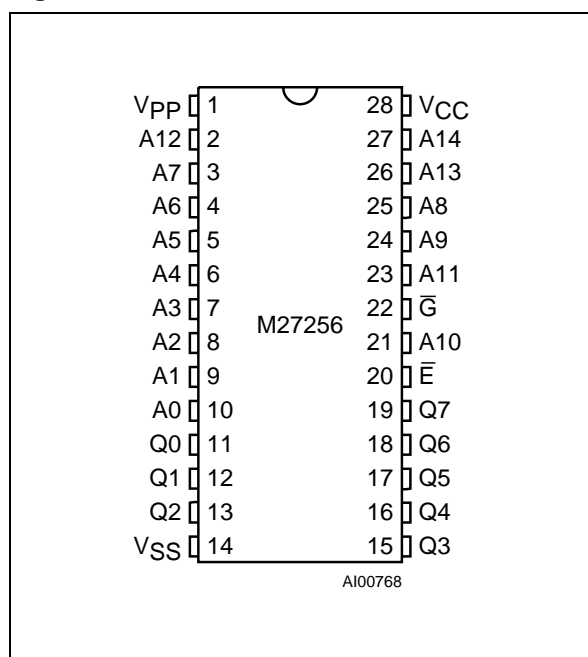 VPP 1 28 VCC
A12 2 27 A14
A7 3 26 A13
A6 4 25 A8
A5 5 24 A9
A4 6 23 A11
A3 7 22 G̅
M27256
A2 8 21 A10
A1 9 20 E̅
A0 10 19 Q7
Q0 11 18 Q6
Q1 12 17 Q5
Q2 13 16 Q4
VSS 14 15 Q3
AI00768